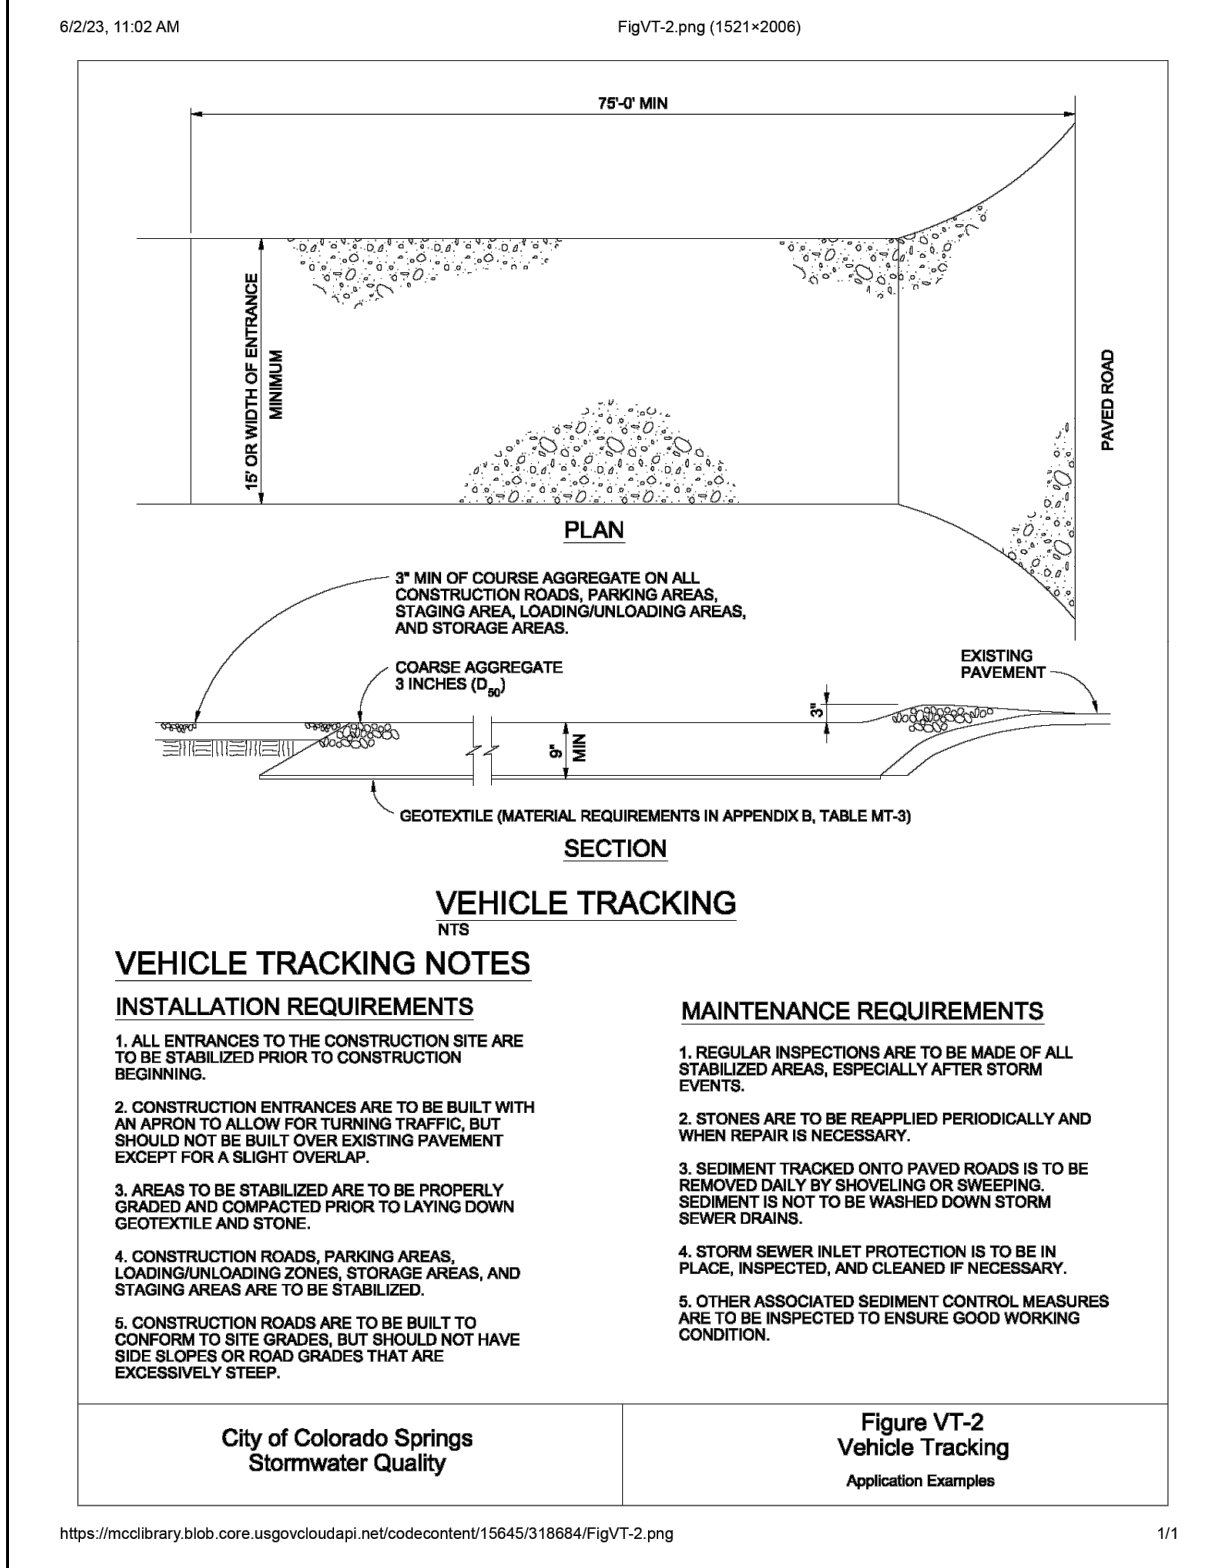 6/2/23, 11:02 AM
FigVT-2.png (1521×2006)
75'-0' MIN
15' OR WIDTH OF ENTRANCE
MINIMUM
PAVED ROAD
PLAN
3" MIN OF COURSE AGGREGATE ON ALL
CONSTRUCTION ROADS, PARKING AREAS,
STAGING AREA, LOADING/UNLOADING AREAS,
AND STORAGE AREAS.
COARSE AGGREGATE
3 INCHES (D50)
EXISTING
PAVEMENT
3"
9"
MIN
GEOTEXTILE (MATERIAL REQUIREMENTS IN APPENDIX B, TABLE MT-3)
SECTION
VEHICLE TRACKING
NTS
VEHICLE TRACKING NOTES
INSTALLATION REQUIREMENTS
1. ALL ENTRANCES TO THE CONSTRUCTION SITE ARE
TO BE STABILIZED PRIOR TO CONSTRUCTION
BEGINNING.
2. CONSTRUCTION ENTRANCES ARE TO BE BUILT WITH
AN APRON TO ALLOW FOR TURNING TRAFFIC, BUT
SHOULD NOT BE BUILT OVER EXISTING PAVEMENT
EXCEPT FOR A SLIGHT OVERLAP.
3. AREAS TO BE STABILIZED ARE TO BE PROPERLY
GRADED AND COMPACTED PRIOR TO LAYING DOWN
GEOTEXTILE AND STONE.
4. CONSTRUCTION ROADS, PARKING AREAS,
LOADING/UNLOADING ZONES, STORAGE AREAS, AND
STAGING AREAS ARE TO BE STABILIZED.
5. CONSTRUCTION ROADS ARE TO BE BUILT TO
CONFORM TO SITE GRADES, BUT SHOULD NOT HAVE
SIDE SLOPES OR ROAD GRADES THAT ARE
EXCESSIVELY STEEP.
MAINTENANCE REQUIREMENTS
1. REGULAR INSPECTIONS ARE TO BE MADE OF ALL
STABILIZED AREAS, ESPECIALLY AFTER STORM
EVENTS.
2. STONES ARE TO BE REAPPLIED PERIODICALLY AND
WHEN REPAIR IS NECESSARY.
3. SEDIMENT TRACKED ONTO PAVED ROADS IS TO BE
REMOVED DAILY BY SHOVELING OR SWEEPING.
SEDIMENT IS NOT TO BE WASHED DOWN STORM
SEWER DRAINS.
4. STORM SEWER INLET PROTECTION IS TO BE IN
PLACE, INSPECTED, AND CLEANED IF NECESSARY.
5. OTHER ASSOCIATED SEDIMENT CONTROL MEASURES
ARE TO BE INSPECTED TO ENSURE GOOD WORKING
CONDITION.
City of Colorado Springs
Stormwater Quality
Figure VT-2
Vehicle Tracking
Application Examples
https://mcclibrary.blob.core.usgovcloudapi.net/codecontent/15645/318684/FigVT-2.png
1/1